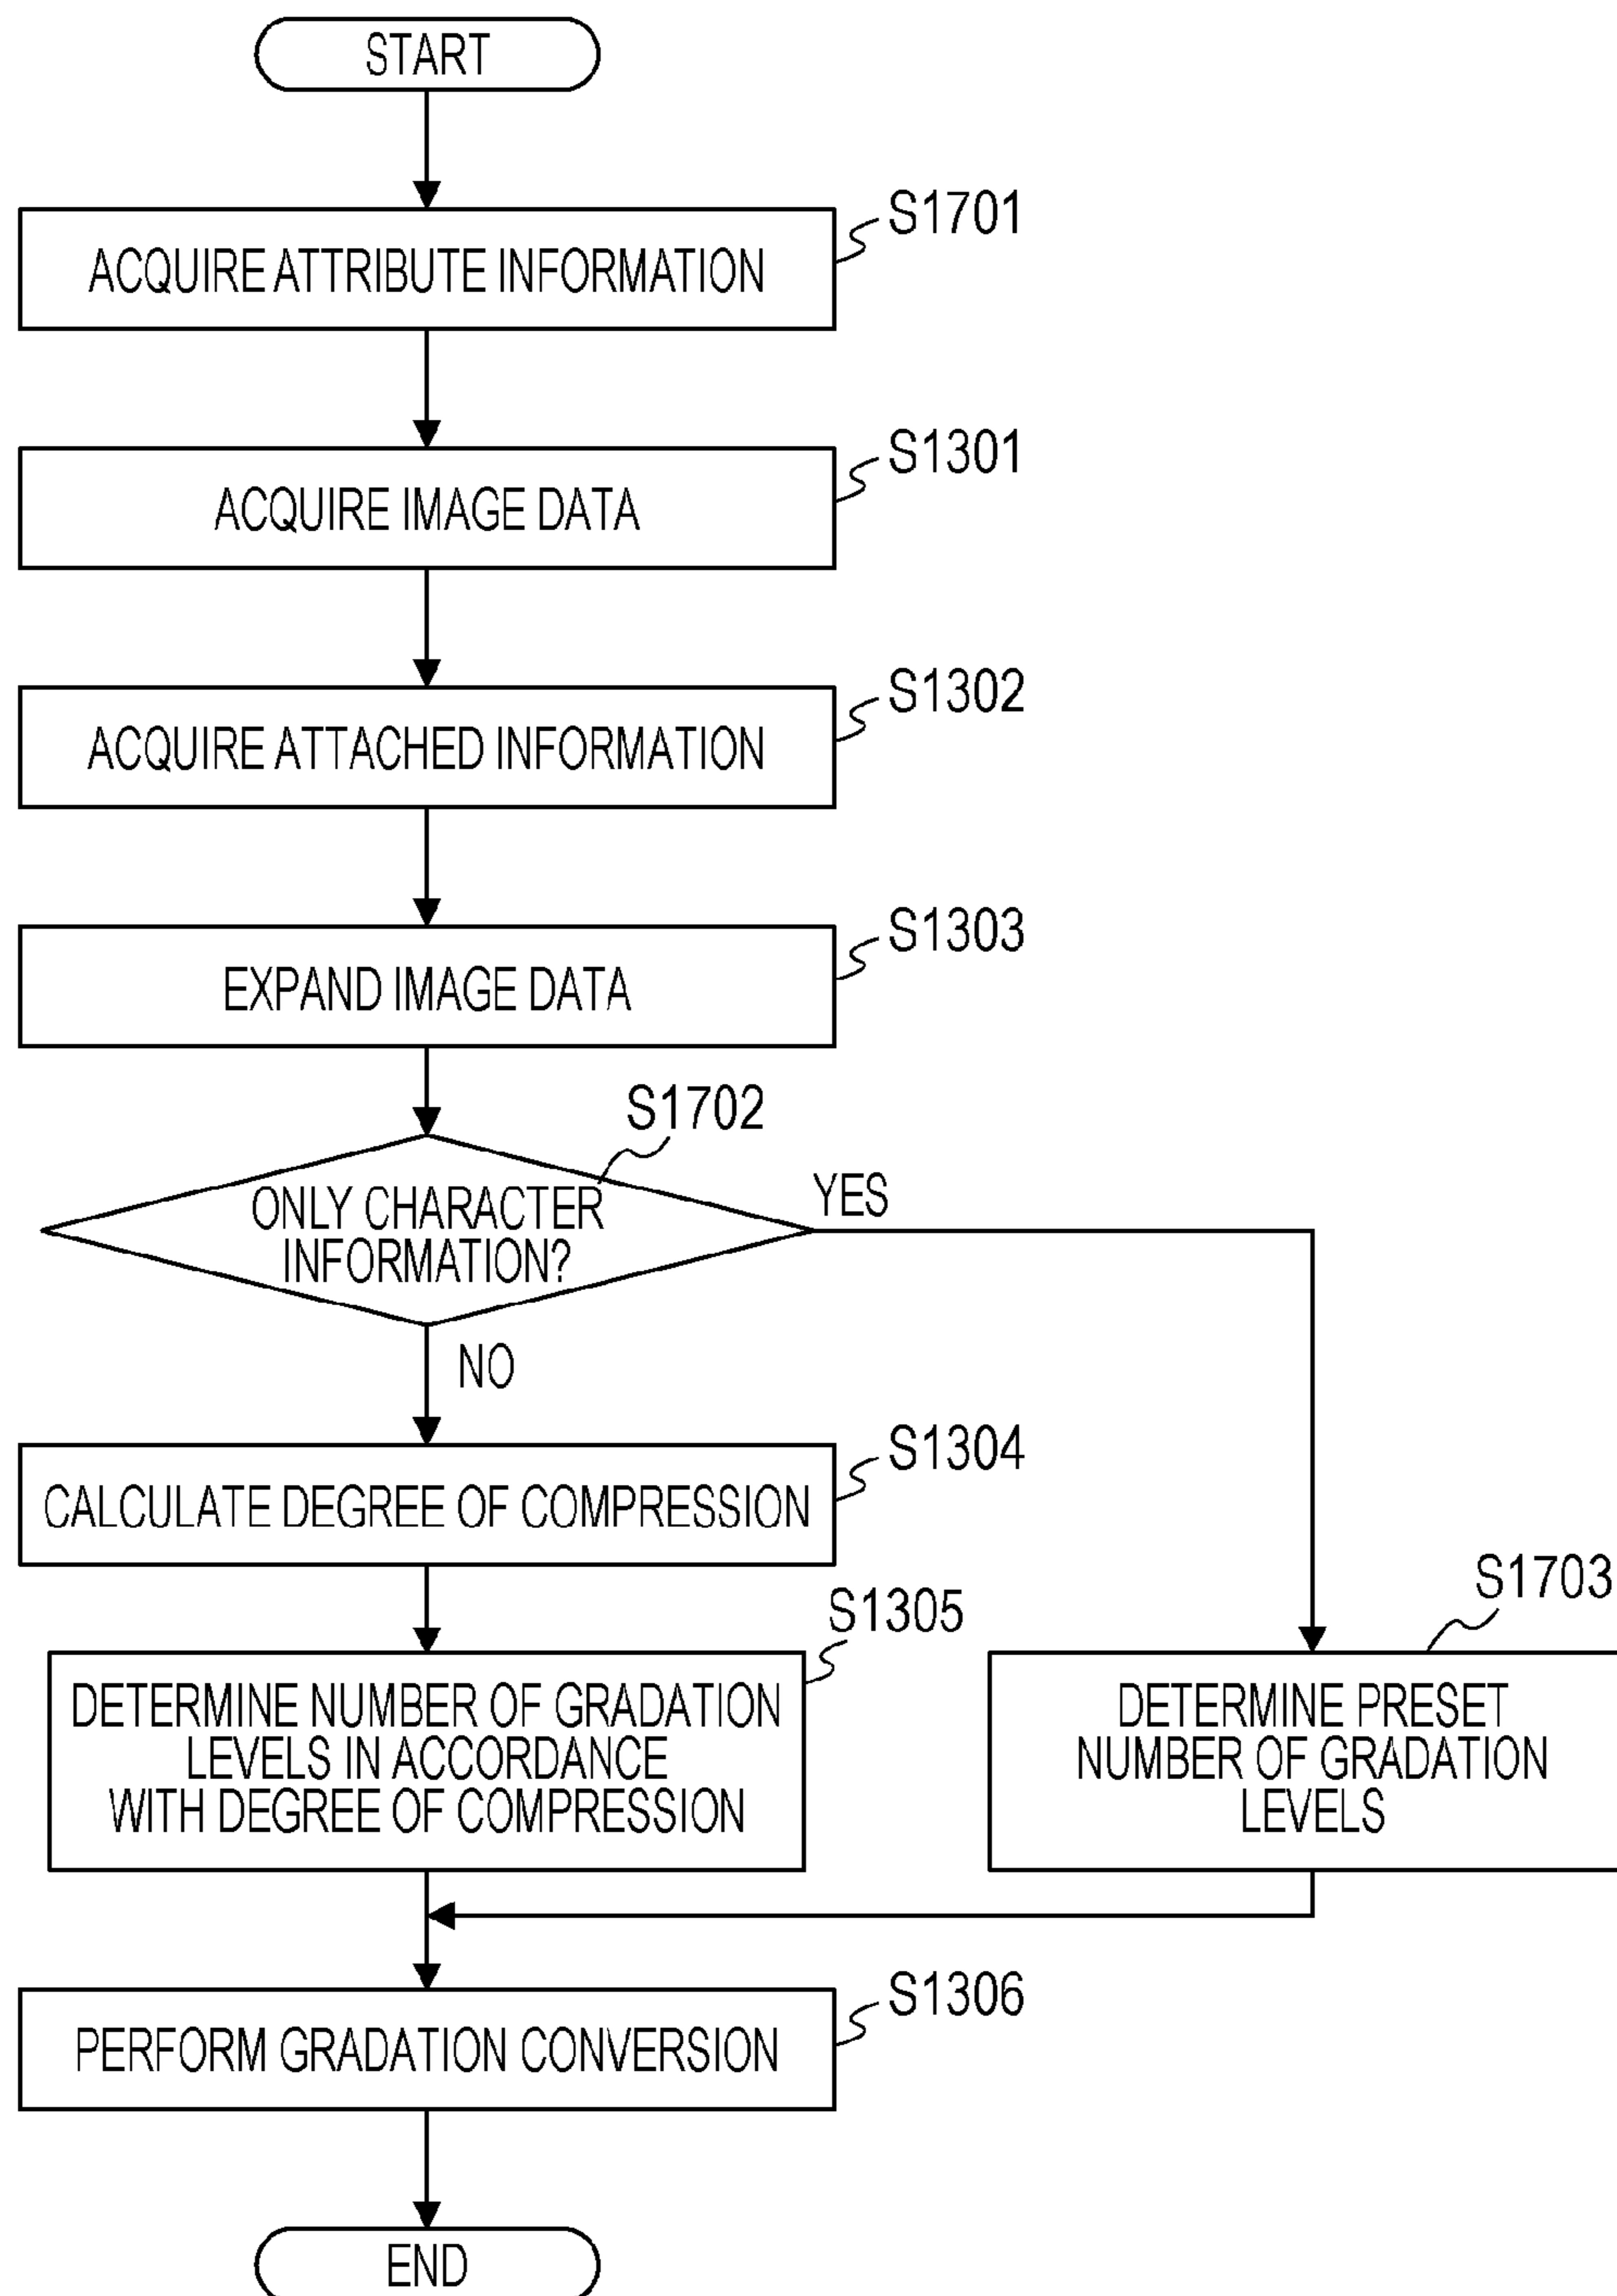 START
S1701
ACQUIRE ATTRIBUTE INFORMATION
S1301
ACQUIRE IMAGE DATA
S1302
ACQUIRE ATTACHED INFORMATION
S1303
EXPAND IMAGE DATA
S1702
ONLY CHARACTER
INFORMATION?
YES
NO
S1304
CALCULATE DEGREE OF COMPRESSION
S1305
DETERMINE NUMBER OF GRADATION
LEVELS IN ACCORDANCE
WITH DEGREE OF COMPRESSION
S1703
DETERMINE PRESET
NUMBER OF GRADATION
LEVELS
S1306
PERFORM GRADATION CONVERSION
END